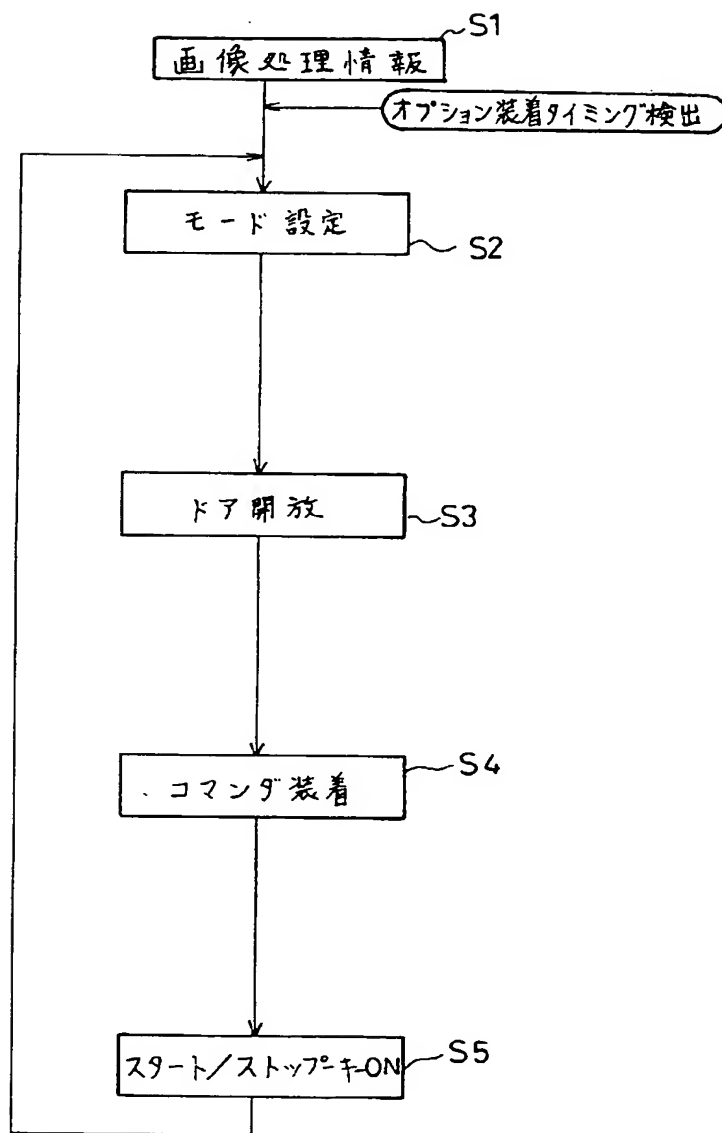 S1
画像処理情報
オプション装着タイミング検出
モード設定
S2
ドア開放
S3
S4
コマンダ装着
S5
スタート/ストップキーON